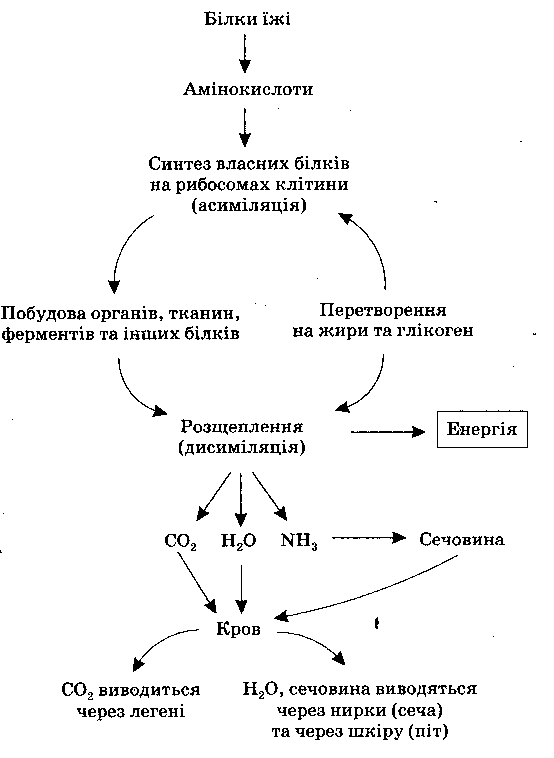 Білки їжі
Амінокислоти
Синтез власних білків
на рибосомах клітини
(асиміляція)
Побудова органів, тканин,
ферментів та інших білків
Перетворення
на жири та глікоген
Розщеплення
(дисиміляція)
Енергія
CO₂ H₂O NH₃ Сечовина
Кров
CO₂ виводиться
через легені
H₂O, сечовина виводяться
через нирки (сеча)
та через шкіру (піт)